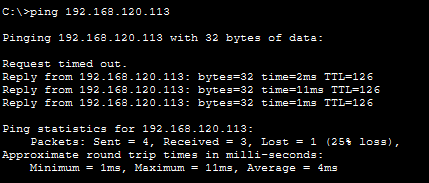 C:\>ping 192.168.120.113
Pinging 192.168.120.113 with 32 bytes of data:
Request timed out.
Reply from 192.168.120.113: bytes=32 time=2ms TTL=126
Reply from 192.168.120.113: bytes=32 time=11ms TTL=126
Reply from 192.168.120.113: bytes=32 time=1ms TTL=126
Ping statistics for 192.168.120.113:
    Packets: Sent = 4, Received = 3, Lost = 1 (25% loss),
Approximate round trip times in milli-seconds:
    Minimum = 1ms, Maximum = 11ms, Average = 4ms